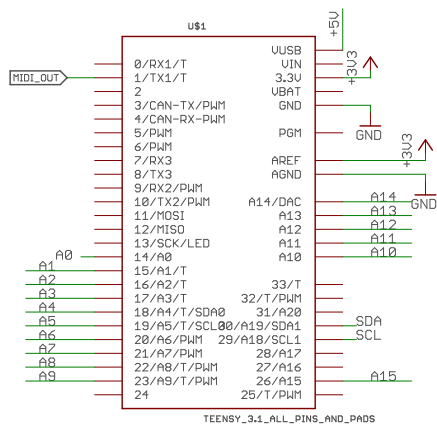 U$1
+5V
VUSB
VIN
+3V3
0/RX1/T
MIDI_OUT
1/TX1/T
3.3V
2
VBAT
3/CAN-TX/PWM
GND
4/CAN-RX-PWM
5/PWM
PGM
GND
6/PWM
+3V3
7/RX3
AREF
8/TX3
AGND
9/RX2/PWM
10/TX2/PWM
A14/DAC
A14
GND
11/MOSI
A13
A13
12/MISO
A12
A12
13/SCK/LED
A11
A11
A0
14/A0
A10
A10
A1
15/A1/T
A2
16/A2/T
33/T
A3
17/A3/T
32/T/PWM
A4
18/A4/T/SDA0
31/A20
A5
19/A5/T/SCL0
30/A19/SDA1
SDA
A6
20/A6/PWM
29/A18/SCL1
SCL
A7
21/A7/PWM
28/A17
A8
22/A8/T/PWM
27/A16
A9
23/A9/T/PWM
26/A15
A15
24
25/T/PWM
TEENSY_3.1_ALL_PINS_AND_PADS